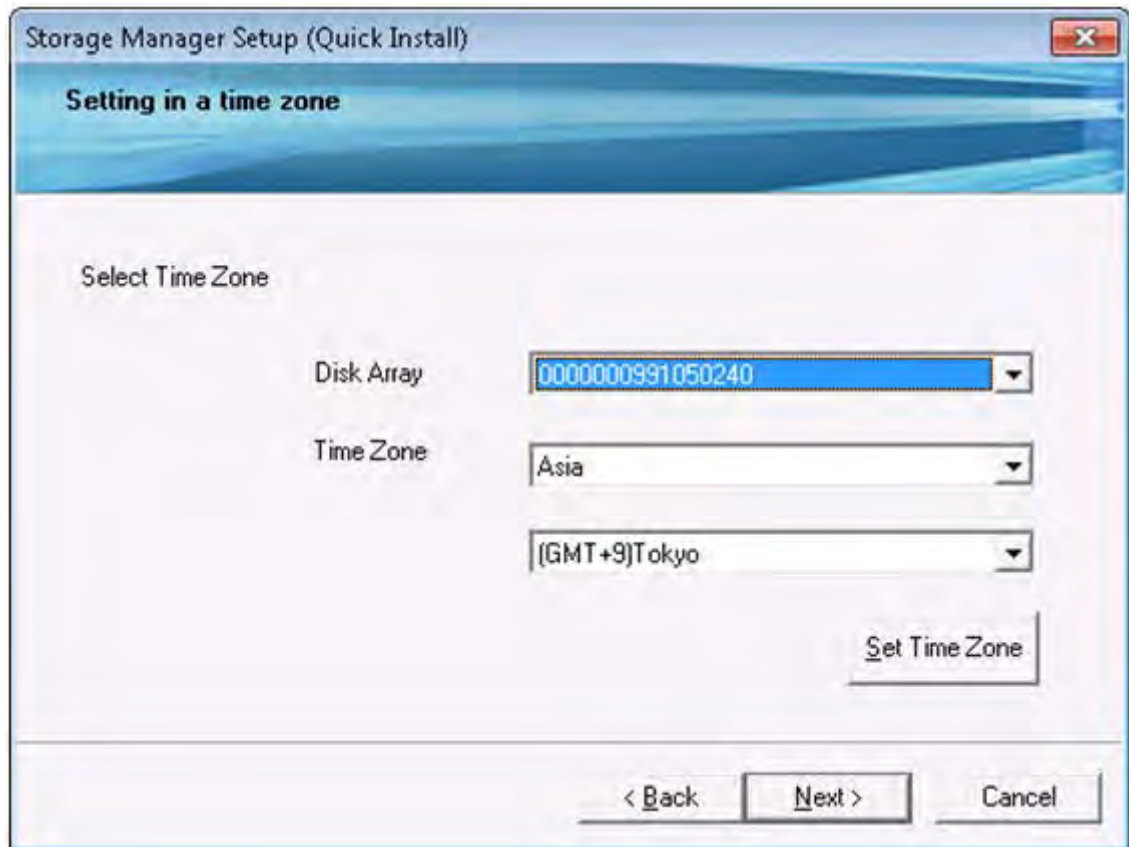 Storage Manager Setup (Quick Install)
Setting in a time zone
Select Time Zone
Disk Array
0000000991050240
Time Zone
Asia
(GMT+9)Tokyo
Set Time Zone
< Back
Next >
Cancel